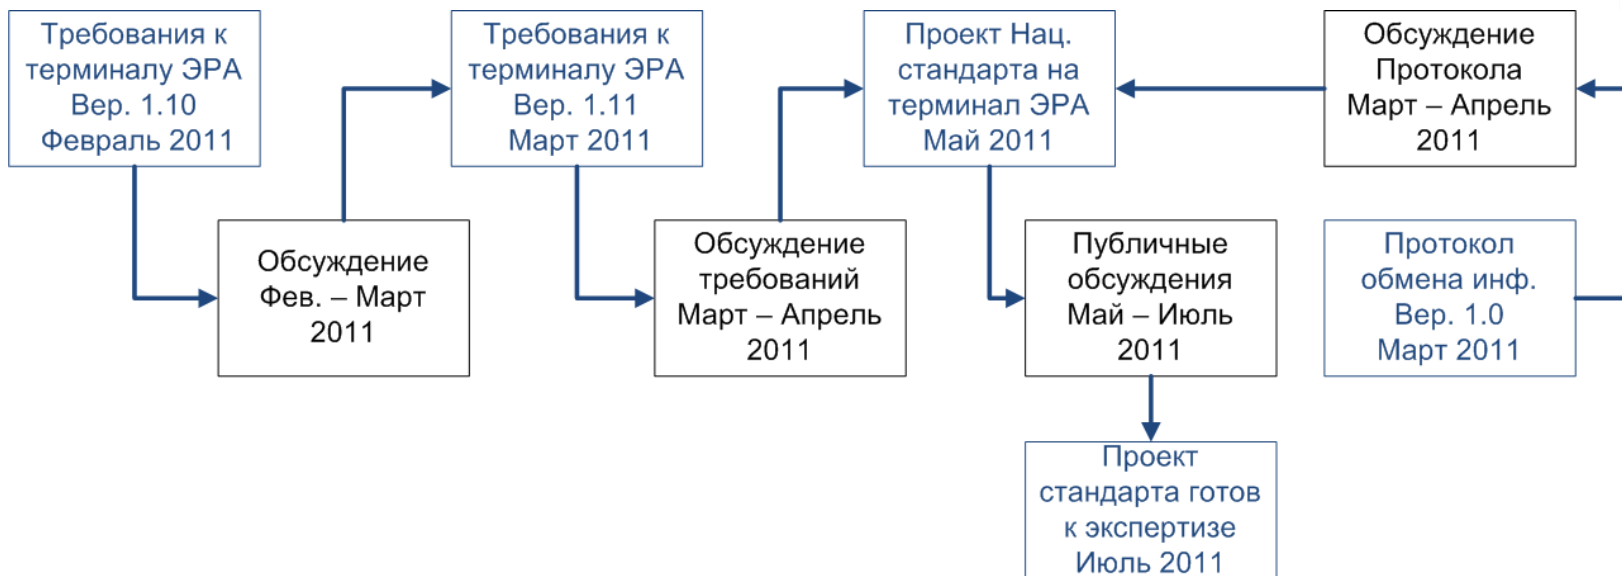 Требования к
терминалу ЭРА
Вер. 1.10
Февраль 2011
Требования к
терминалу ЭРА
Вер. 1.11
Март 2011
Проект Нац.
стандарта на
терминал ЭРА
Май 2011
Обсуждение
Протокола
Март – Апрель
2011
Обсуждение
Фев. – Март
2011
Обсуждение
требований
Март – Апрель
2011
Публичные
обсуждения
Май – Июль
2011
Протокол
обмена инф.
Вер. 1.0
Март 2011
Проект
стандарта готов
к экспертизе
Июль 2011